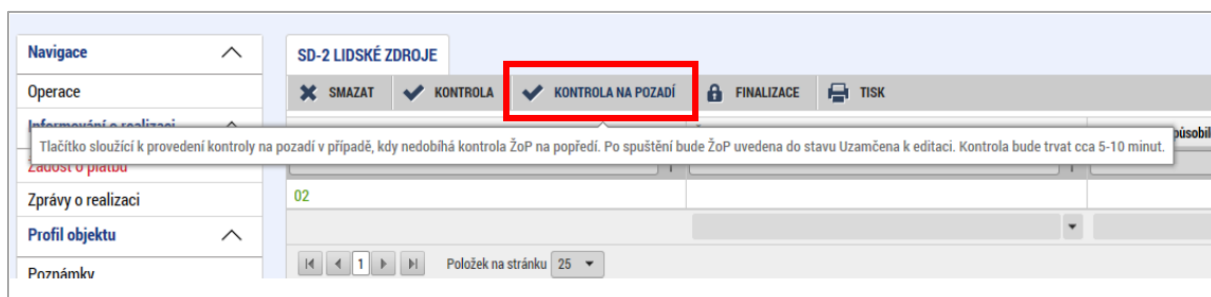 Navigace
SD-2 LIDSKÉ ZDROJE
Operace
SMAZAT KONTROLA KONTROLA NA POZADÍ FINALIZACE TISK
Informování o realizaci
Tlačítko sloužící k provedení kontroly na pozadí v případě, kdy nedobíhá kontrola ŽoP na popředí. Po spuštění bude ŽoP uvedena do stavu Uzamčena k editaci. Kontrola bude trvat cca 5-10 minut.
Žádost o platbu
Zprávy o realizaci
02
Profil objektu
Poznámky
1 Položek na stránku 25